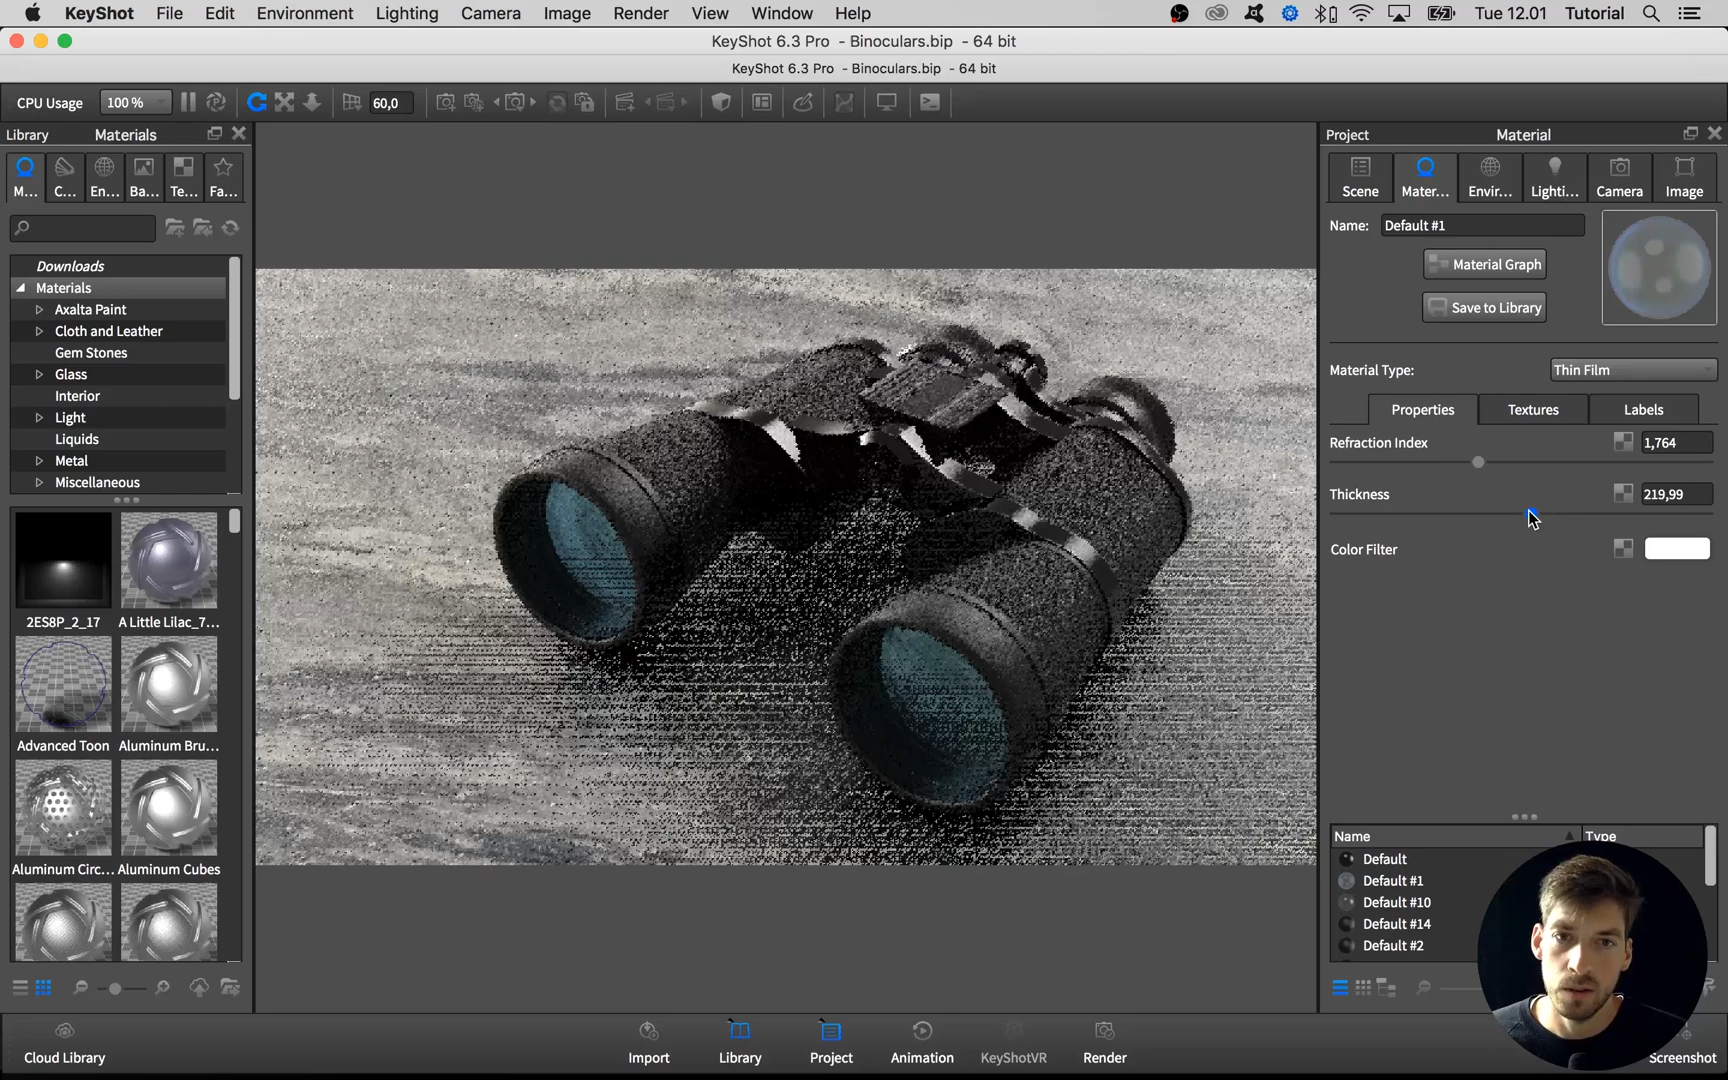 KeyShot File Edit Environment Lighting Camera Image Render View Window Help Tue 12.01 Tutorial
KeyShot 6.3 Pro - Binoculars.bip - 64 bit
KeyShot 6.3 Pro - Binoculars.bip - 64 bit
CPU Usage 100 % 60,0
Library Materials
M... C... En... Ba... Te... Fa...
Downloads
Materials
Axalta Paint
Cloth and Leather
Gem Stones
Glass
Interior
Light
Liquids
Metal
Miscellaneous
2ES8P_2_17 A Little Lilac_7...
Advanced Toon Aluminum Bru...
Aluminum Circ... Aluminum Cubes
Project Material
Scene Mater... Envir... Lighti... Camera Image
Name: Default #1
Material Graph
Save to Library
Material Type: Thin Film
Properties Textures Labels
Refraction Index 1,764
Thickness 219,99
Color Filter
Name Type
Default
Default #1
Default #10
Default #14
Default #2
Cloud Library Import Library Project Animation KeyShotVR Render Screenshot